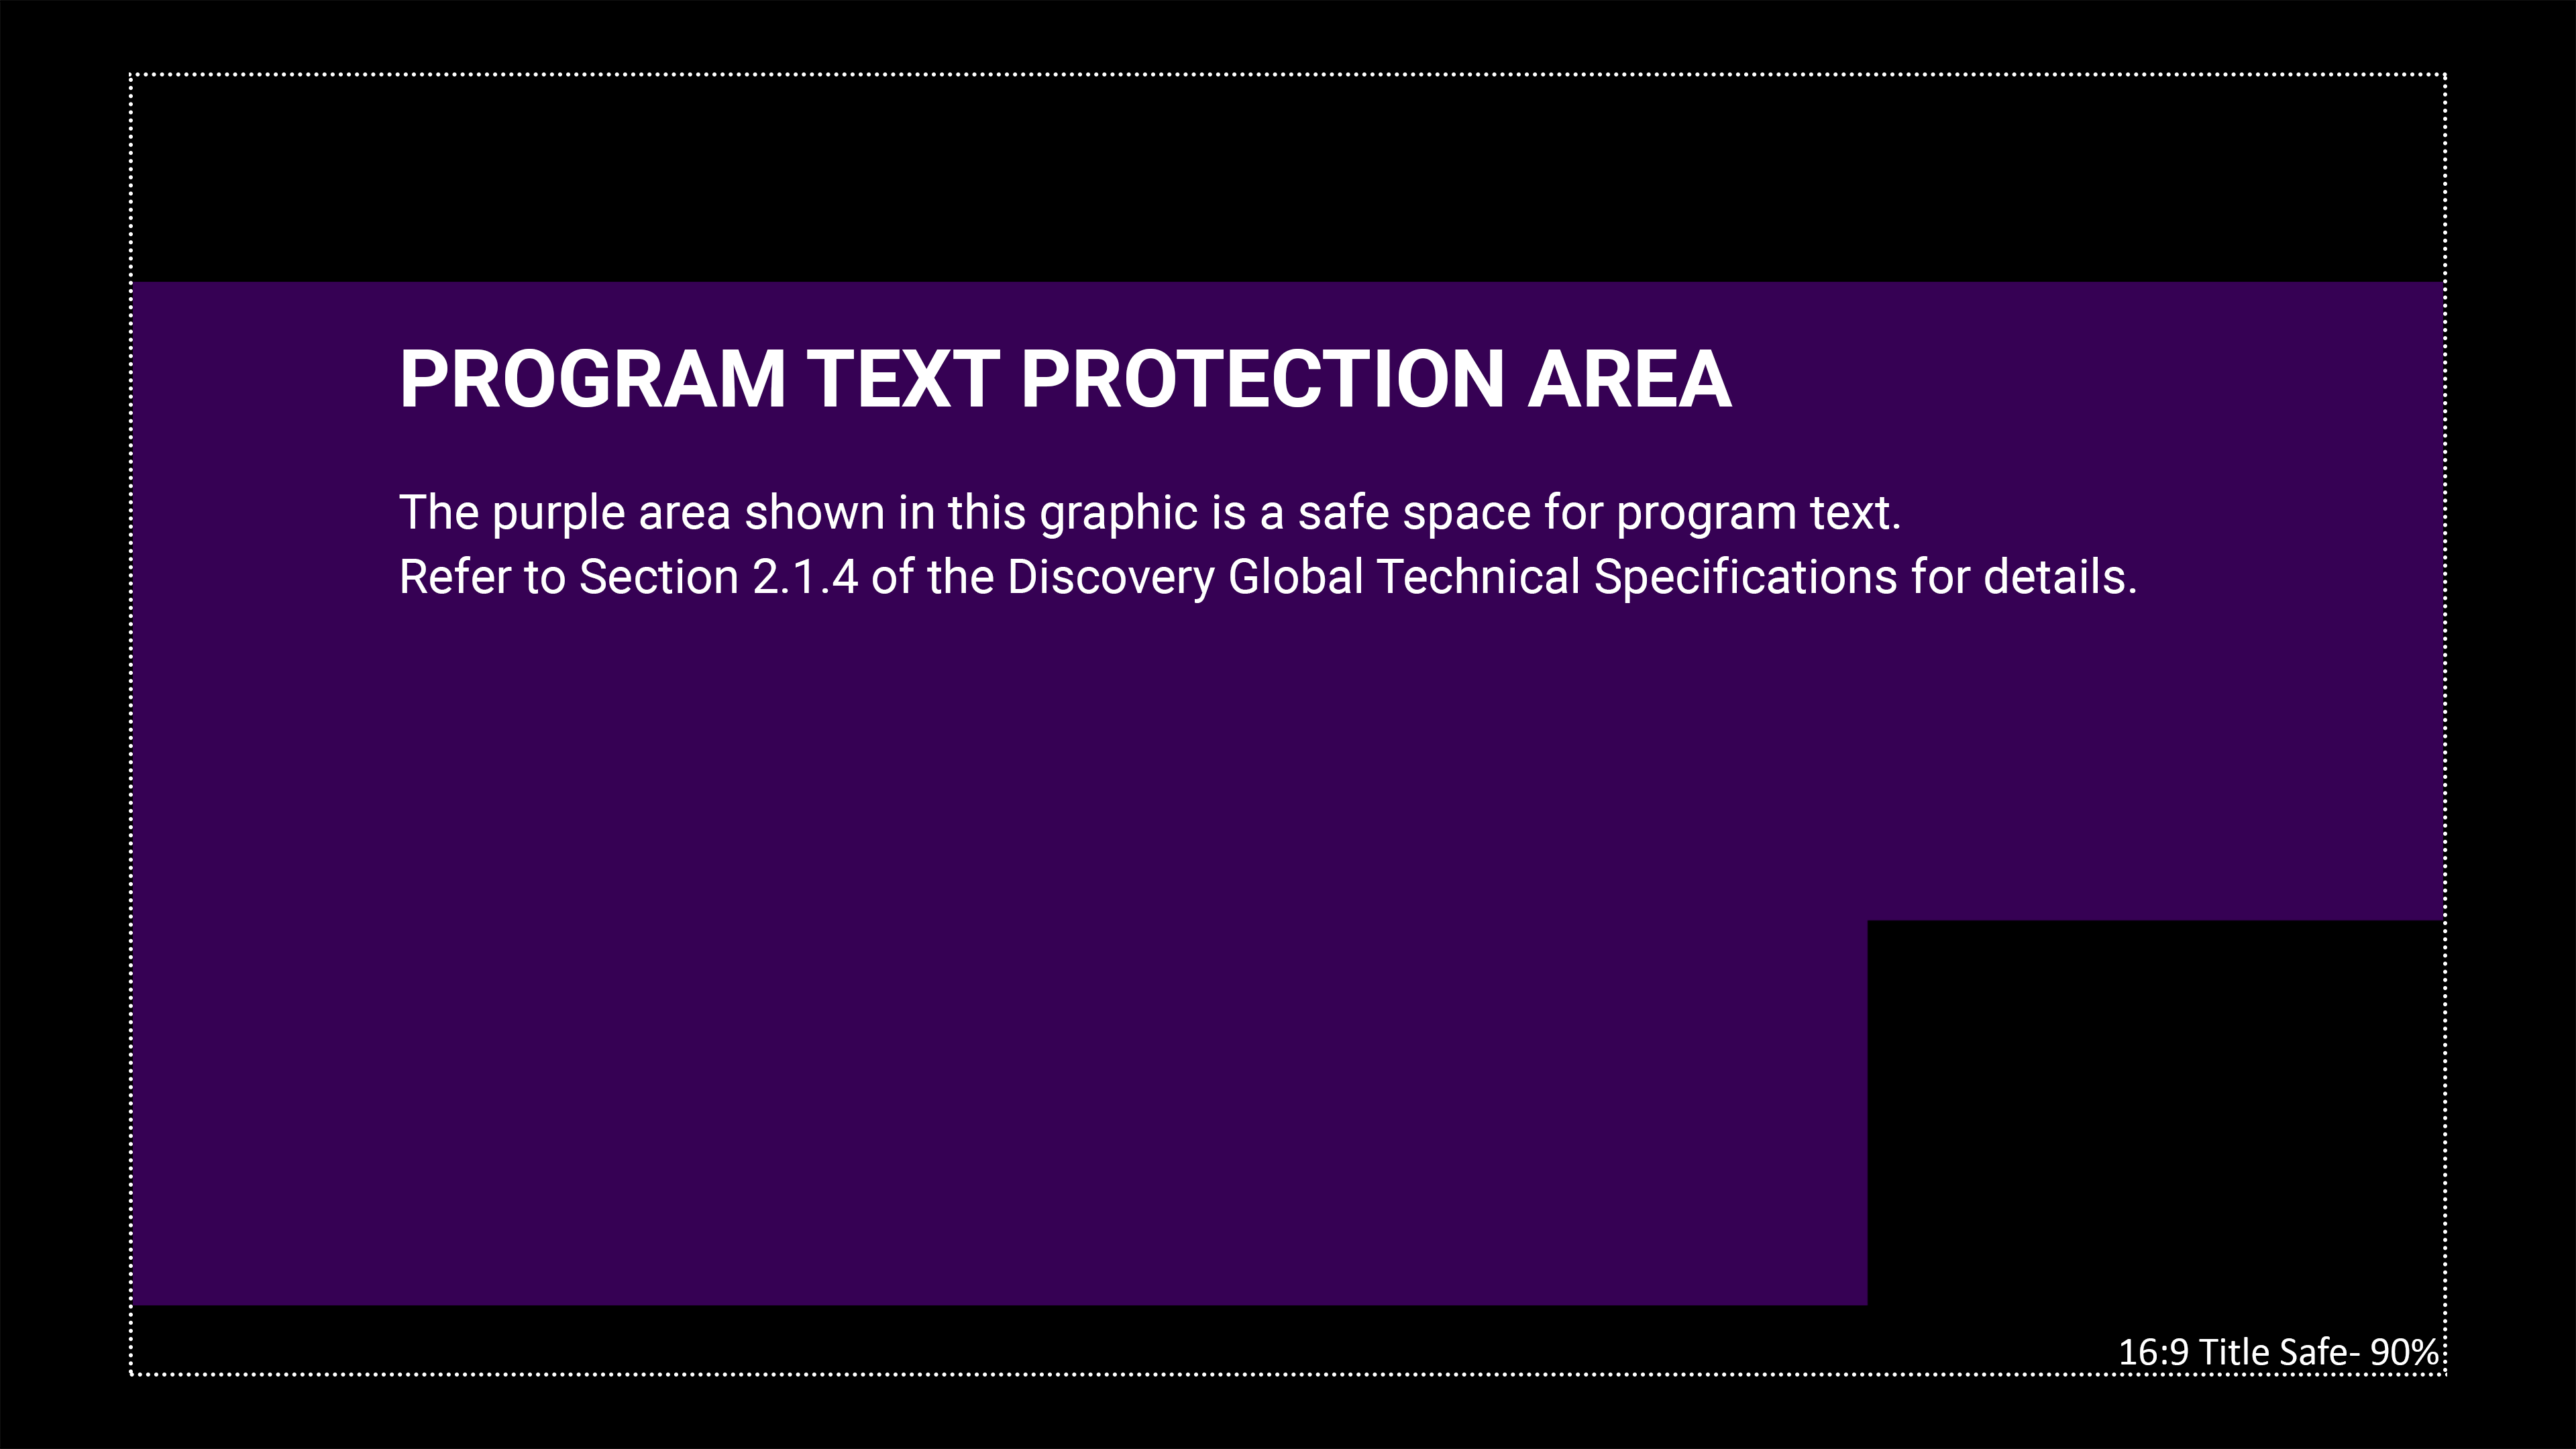 PROGRAM TEXT PROTECTION AREA
The purple area shown in this graphic is a safe space for program text.
Refer to Section 2.1.4 of the Discovery Global Technical Specifications for details.
16:9 Title Safe- 90%